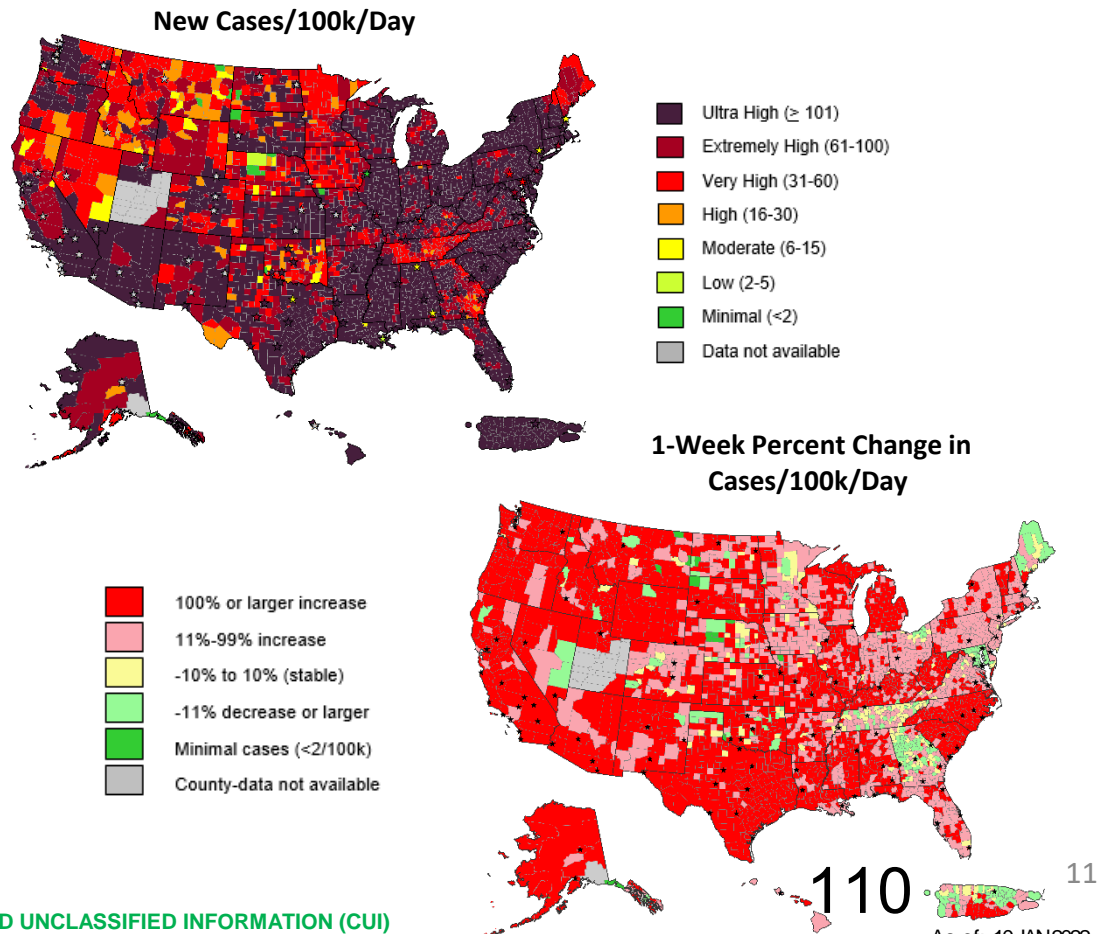 New Cases/100k/Day
Ultra High (≥ 101)
Extremely High (61-100)
Very High (31-60)
High (16-30)
Moderate (6-15)
Low (2-5)
Minimal (<2)
Data not available
1-Week Percent Change in
Cases/100k/Day
100% or larger increase
11%-99% increase
-10% to 10% (stable)
-11% decrease or larger
Minimal cases (<2/100k)
County-data not available
110
11
D UNCLASSIFIED INFORMATION (CUI)